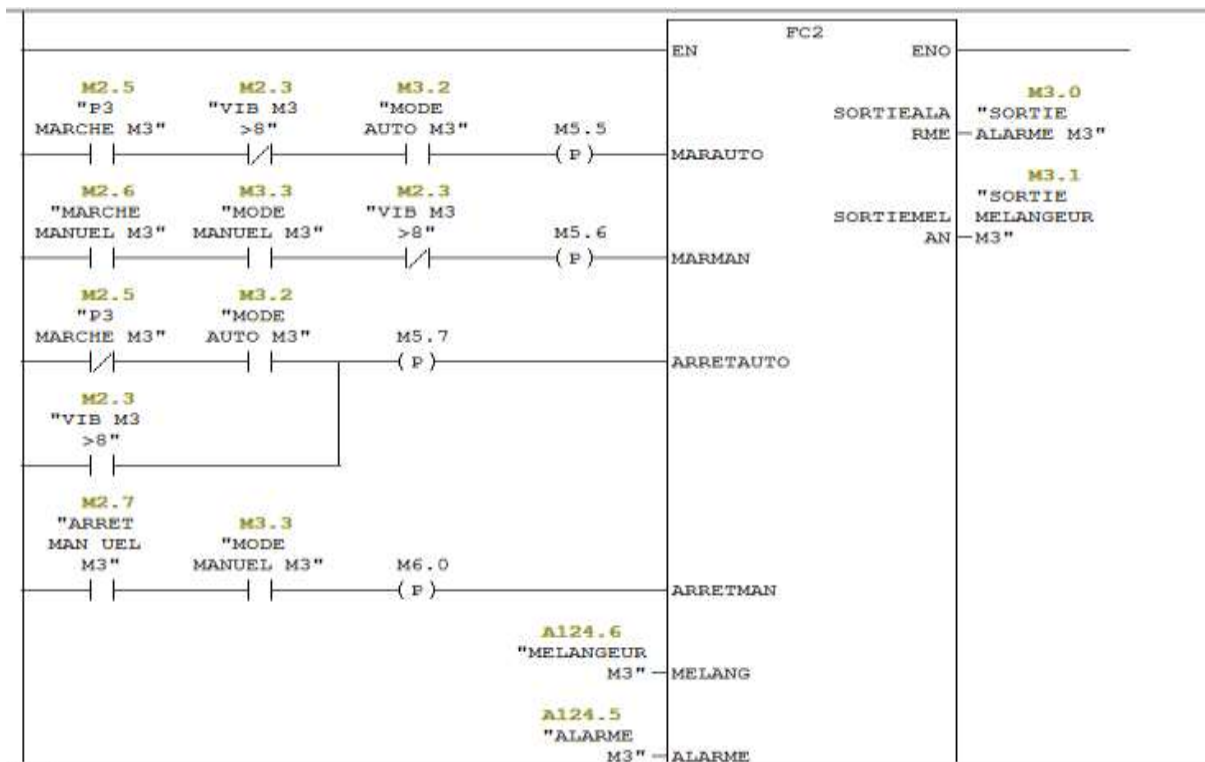 FC2
EN ENO
M2.5 M2.3 M3.2
"P3 "VIB M3 "MODE
MARCHE M3" >8" AUTO M3" M5.5
( P ) MARAUTO
SORTIEALA
RME
M3.0
"SORTIE
ALARME M3"
M2.6 M3.3 M2.3
"MARCHE "MODE "VIB M3
MANUEL M3" MANUEL M3" >8" M5.6
( P ) MARMAN
SORTIEMEL
AN
M3.1
"SORTIE
MELANGEUR
M3"
M2.5 M3.2
"P3 "MODE
MARCHE M3" AUTO M3" M5.7
( P ) ARRETAUTO
M2.3
"VIB M3
>8"
M2.7
"ARRET M3.3
MAN UEL "MODE
M3" MANUEL M3" M6.0
( P ) ARRETMAN
A124.6
"MELANGEUR
M3" MELANG
A124.5
"ALARME
M3" ALARME